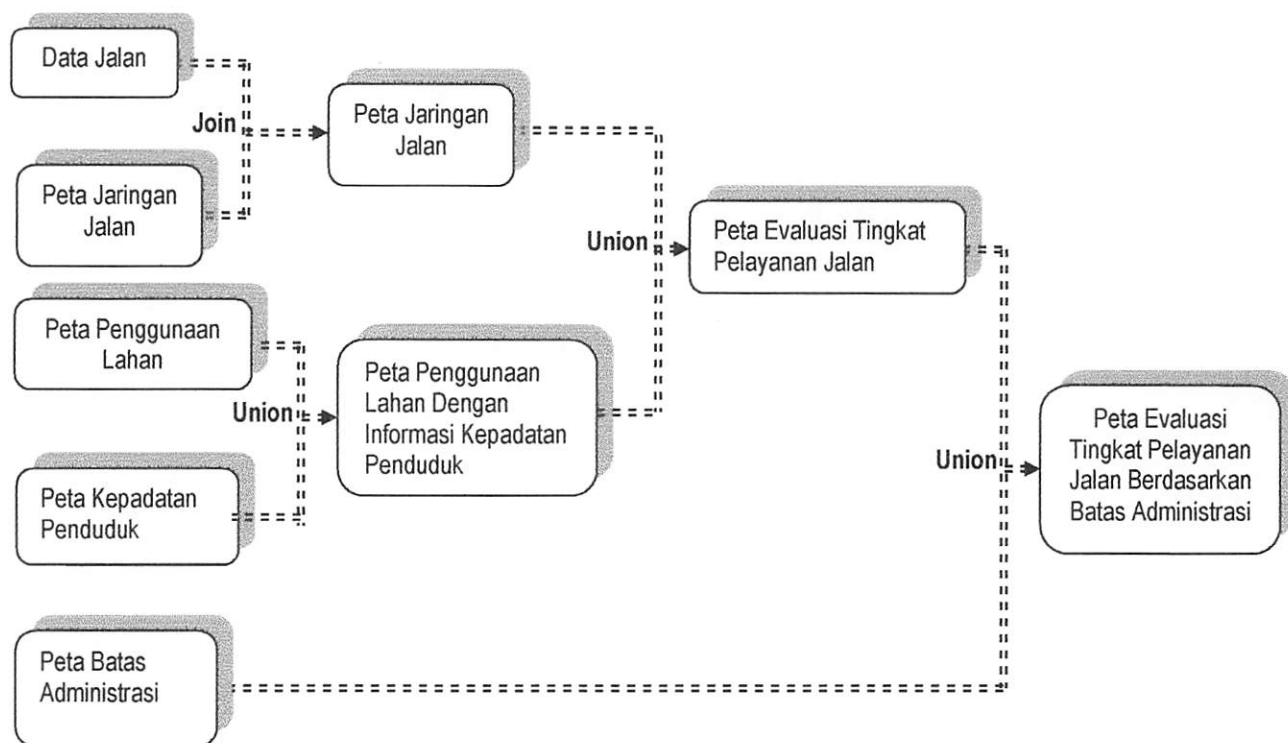 Data Jalan
Join
Peta Jaringan
Jalan
Peta Jaringan
Jalan
Union
Peta Evaluasi Tingkat
Pelayanan Jalan
Peta Penggunaan
Lahan
Union
Peta Penggunaan
Lahan Dengan
Informasi Kepadatan
Penduduk
Peta Kepadatan
Penduduk
Union
Peta Evaluasi
Tingkat Pelayanan
Jalan Berdasarkan
Batas Administrasi
Peta Batas
Administrasi